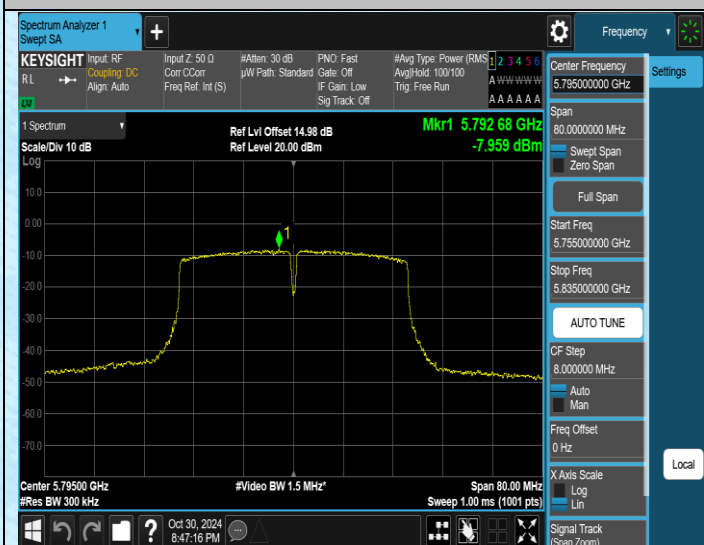 Spectrum Analyzer 1
Swept SA
Frequency
KEYSIGHT
R L
LXI
Input: RF
Coupling: DC
Align: Auto
Input Z: 50 Ω
Corr CCorr
Freq Ref: Int (S)
#Atten: 30 dB
µW Path: Standard
PNO: Fast
Gate: Off
IF Gain: Low
Sig Track: Off
#Avg Type: Power (RMS
Avg|Hold: 100/100
Trig: Free Run
1 2 3 4 5 6
A W W W W W
A A A A A A
1 Spectrum
Scale/Div 10 dB
Log
Ref Lvl Offset 14.98 dB
Ref Level 20.00 dBm
Mkr1 5.792 68 GHz
-7.959 dBm
10.0
0.00
-10.0
-20.0
-30.0
-40.0
-50.0
-60.0
-70.0
1
Center 5.79500 GHz
#Res BW 300 kHz
#Video BW 1.5 MHz*
Span 80.00 MHz
Sweep 1.00 ms (1001 pts)
Oct 30, 2024
8:47:16 PM
Center Frequency
5.795000000 GHz
Settings
Span
80.0000000 MHz
Swept Span
Zero Span
Full Span
Start Freq
5.755000000 GHz
Stop Freq
5.835000000 GHz
AUTO TUNE
CF Step
8.000000 MHz
Auto
Man
Freq Offset
0 Hz
X Axis Scale
Log
Lin
Local
Signal Track
(Span Zoom)